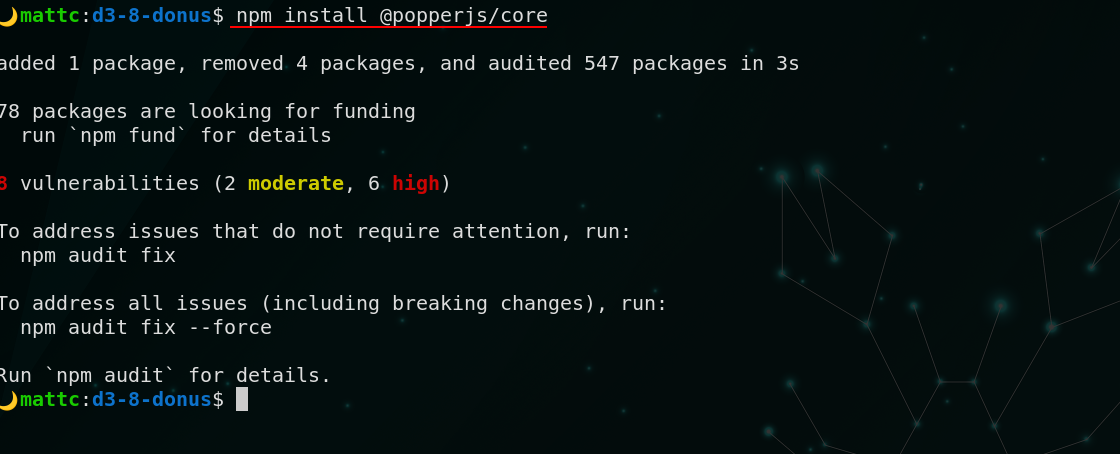 mattc:d3-8-donus$ npm install @popperjs/core
added 1 package, removed 4 packages, and audited 547 packages in 3s
78 packages are looking for funding
run `npm fund` for details
8 vulnerabilities (2 moderate, 6 high)
To address issues that do not require attention, run:
npm audit fix
To address all issues (including breaking changes), run:
npm audit fix --force
Run `npm audit` for details.
mattc:d3-8-donus$